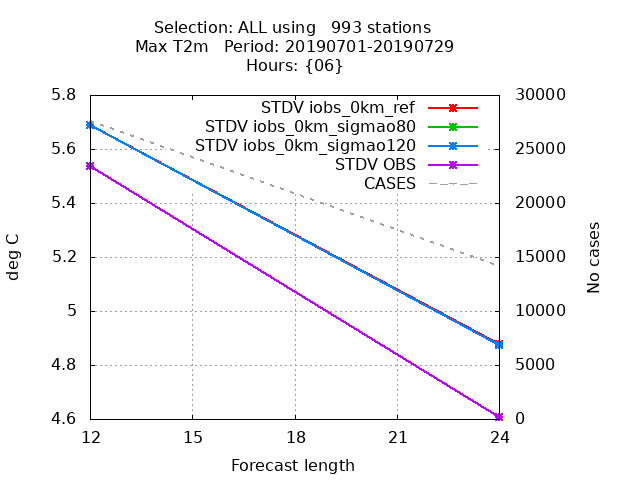 Selection: ALL using   993 stations
Max T2m   Period: 20190701-20190729
Hours: {06}
5.8
5.6
5.4
5.2
5
4.8
4.6
30000
25000
20000
15000
10000
5000
0
STDV iobs_0km_ref
STDV iobs_0km_sigmao80
STDV iobs_0km_sigmao120
STDV OBS
CASES
deg C
No cases
12
15
18
21
24
Forecast length